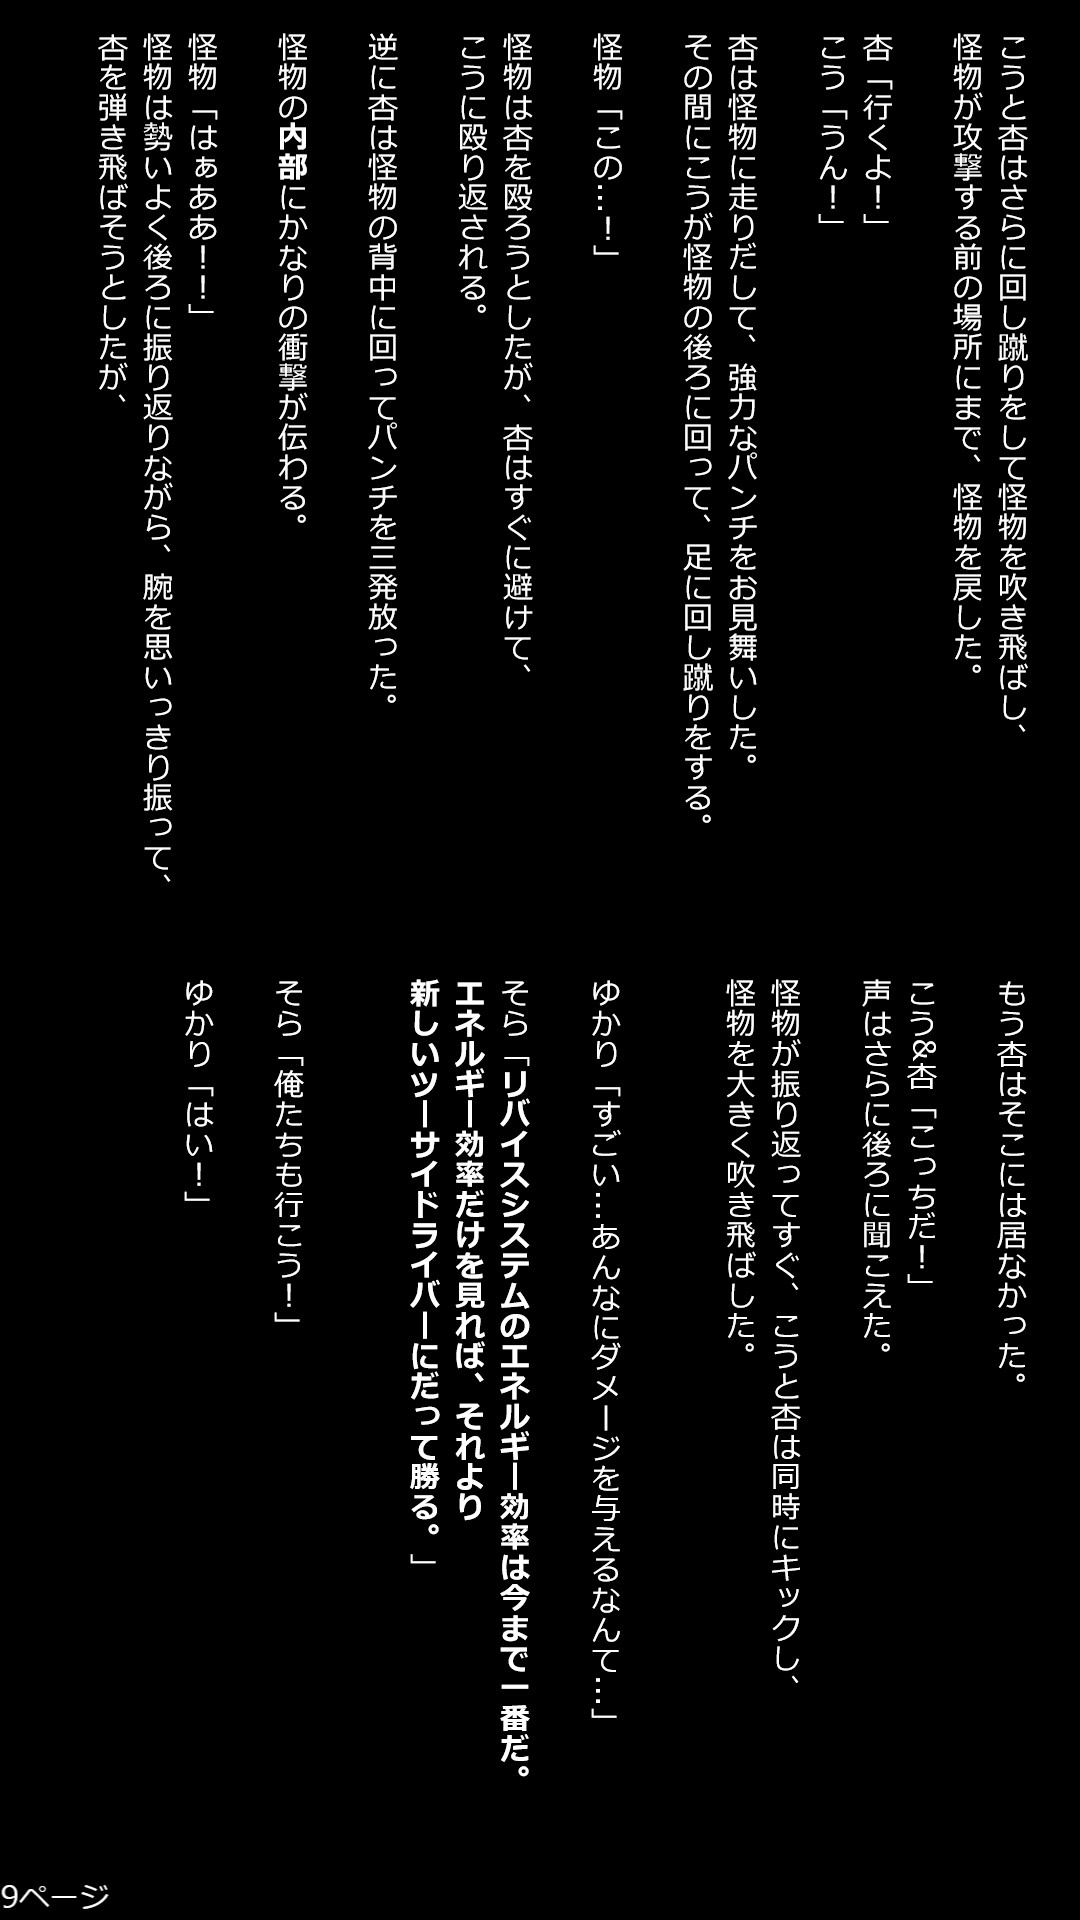 こうと杏はさらに回し蹴りをして怪物を吹き飛ばし、
怪物が攻撃する前の場所にまで、怪物を戻した。
杏「行くよ！」
こう「うん！」
杏は怪物に走りだして、強力なパンチをお見舞いした。
その間にこうが怪物の後ろに回って、足に回し蹴りをする。
怪物「この…！」
怪物は杏を殴ろうとしたが、杏はすぐに避けて、
こうに殴り返される。
逆に杏は怪物の背中に回ってパンチを三発放った。
怪物の内部にかなりの衝撃が伝わる。
怪物「はぁああ！！」
怪物は勢いよく後ろに振り返りながら、腕を思いっきり振って、
杏を弾き飛ばそうとしたが、
もう杏はそこには居なかった。
こう&杏「こっちだ！」
声はさらに後ろに聞こえた。
怪物が振り返ってすぐ、こうと杏は同時にキックし、
怪物を大きく吹き飛ばした。
ゆかり「すごい…あんなにダメージを与えるなんて…」
そら「リバイスシステムのエネルギー効率は今まで一番だ。
エネルギー効率だけを見れば、それより
新しいツーサイドライバーにだって勝る。」
そら「俺たちも行こう！」
ゆかり「はい！」
9ページ